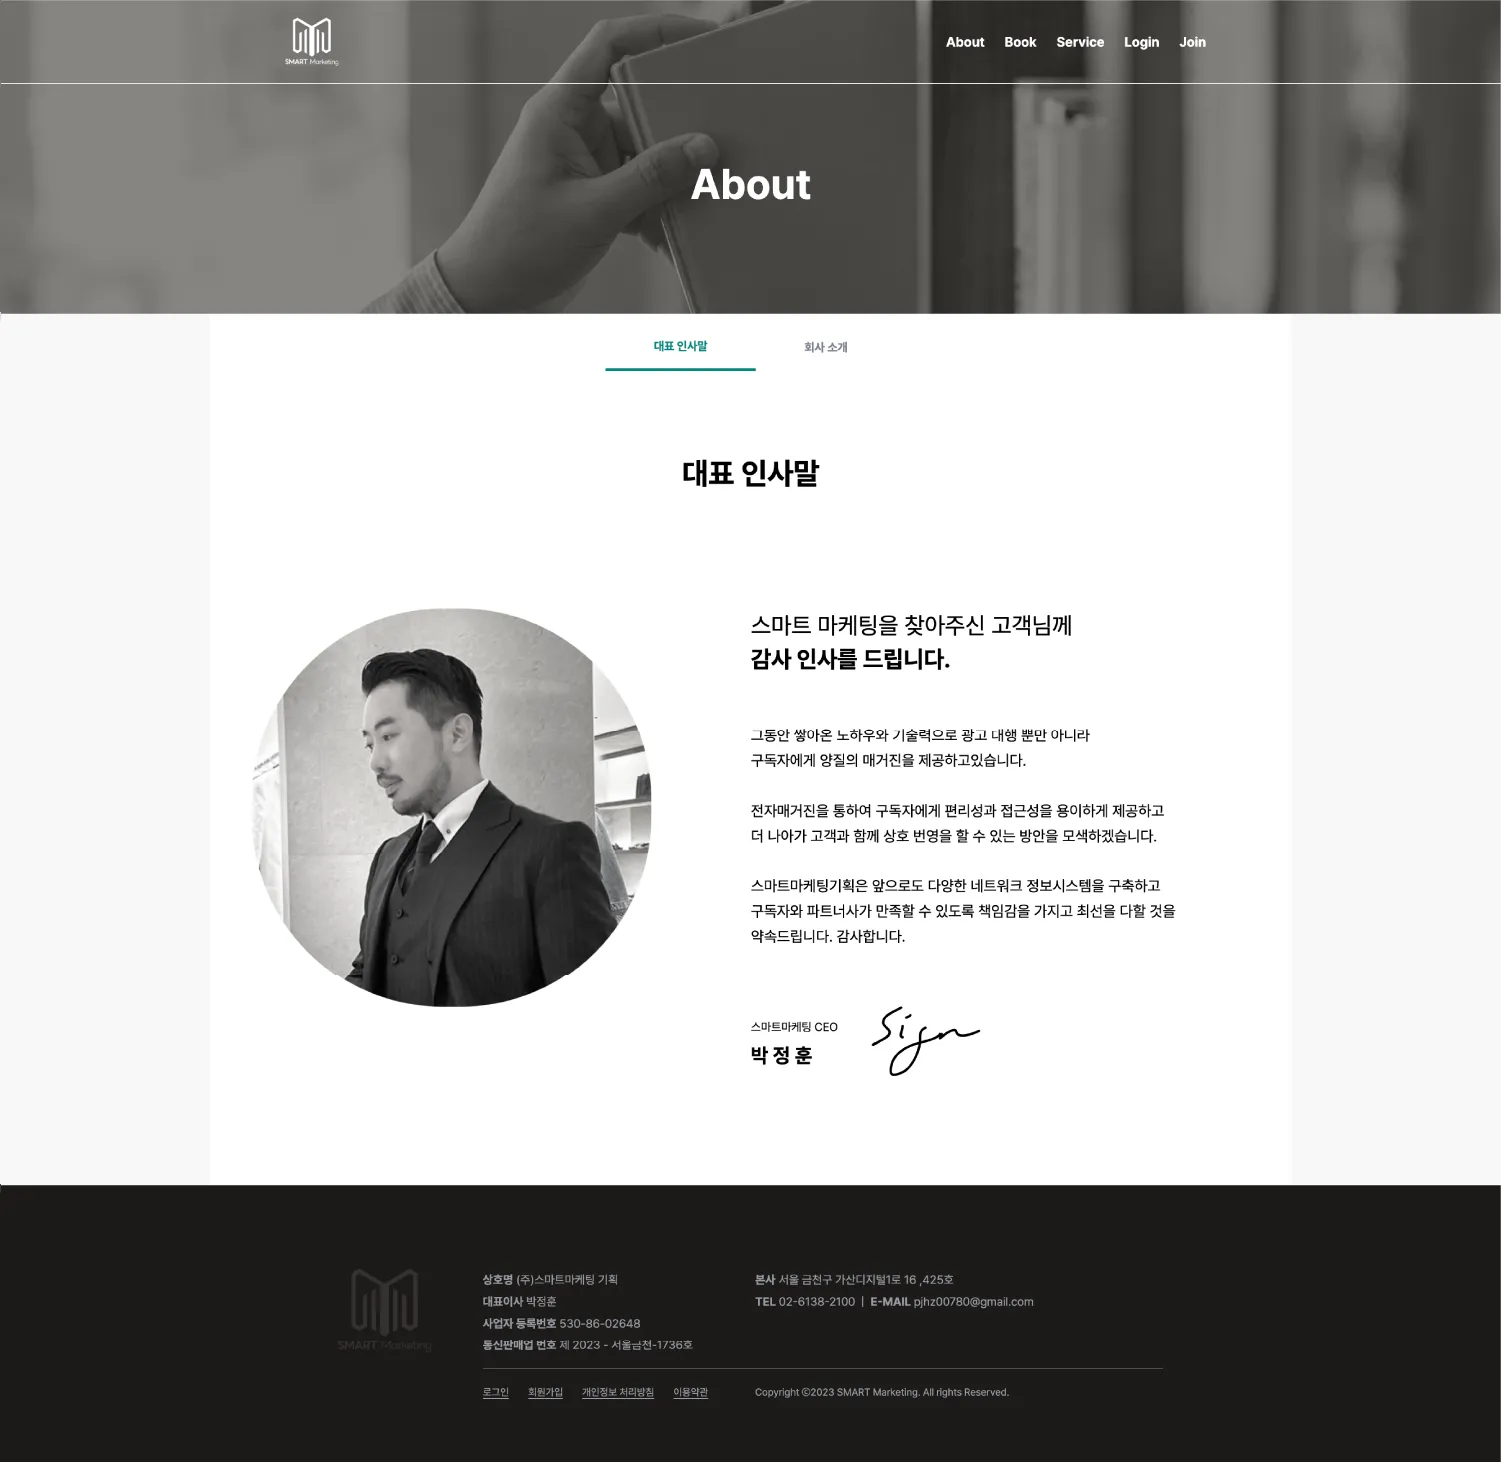 SMART Marketing
About
Book
Service
Login
Join
About
대표 인사말
회사 소개
대표 인사말
스마트 마케팅을 찾아주신 고객님께
감사 인사를 드립니다.
그동안 쌓아온 노하우와 기술력으로 광고 대행 뿐만 아니라
구독자에게 양질의 매거진을 제공하고있습니다.
전자매거진을 통하여 구독자에게 편리성과 접근성을 용이하게 제공하고
더 나아가 고객과 함께 상호 번영을 할 수 있는 방안을 모색하겠습니다.
스마트마케팅기획은 앞으로도 다양한 네트워크 정보시스템을 구축하고
구독자와 파트너사가 만족할 수 있도록 책임감을 가지고 최선을 다할 것을
약속드립니다. 감사합니다.
스마트마케팅 CEO
박 정 훈
Sign
SMART Marketing
상호명 (주)스마트마케팅 기획
대표이사 박정훈
사업자 등록번호 530-86-02648
통신판매업 번호 제 2023 - 서울금천-1736호
본사 서울 금천구 가산디지털1로 16 ,425호
TEL 02-6138-2100 | E-MAIL pjhz00780@gmail.com
로그인
회원가입
개인정보 처리방침
이용약관
Copyright ⓒ2023 SMART Marketing. All rights Reserved.